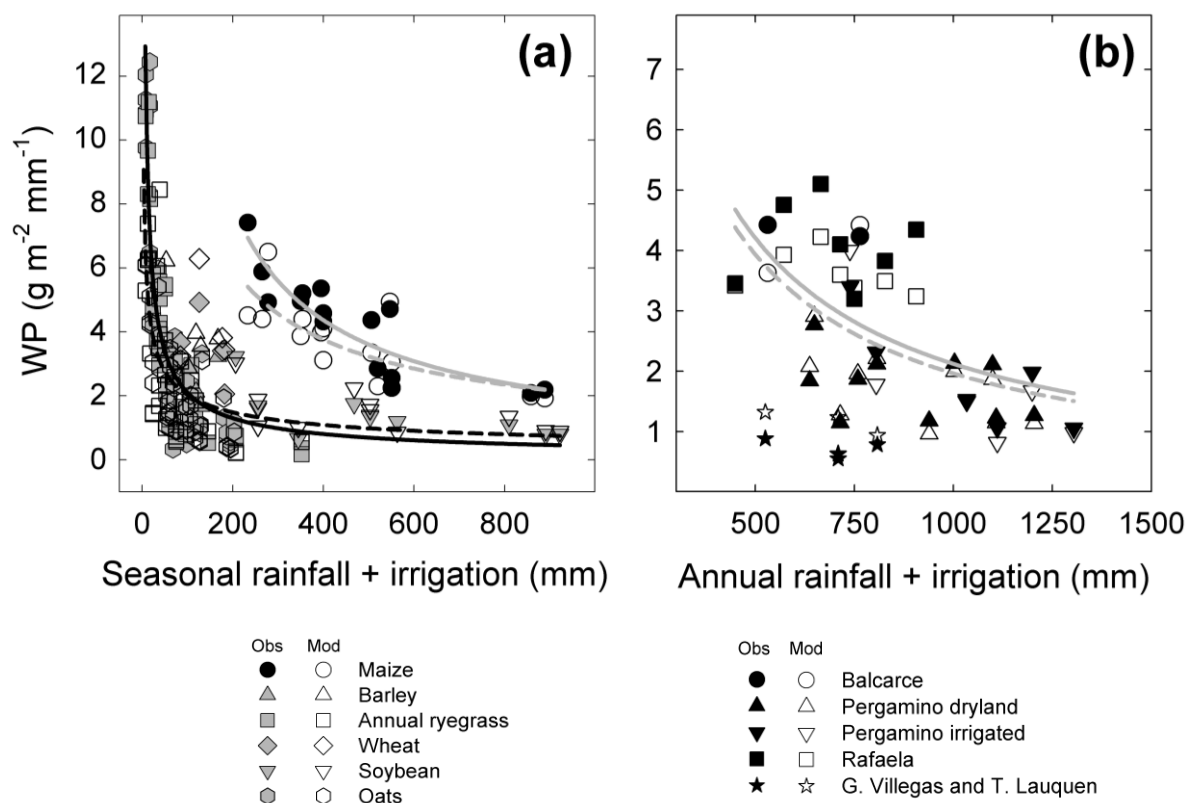 (a)
WP (g m-2 mm-1)
12
10
8
6
4
2
0
0 200 400 600 800
Seasonal rainfall + irrigation (mm)
(b)
7
6
5
4
3
2
1
500 750 1000 1250 1500
Annual rainfall + irrigation (mm)
Obs Mod
Maize
Barley
Annual ryegrass
Wheat
Soybean
Oats
Obs Mod
Balcarce
Pergamino dryland
Pergamino irrigated
Rafaela
G. Villegas and T. Lauquen